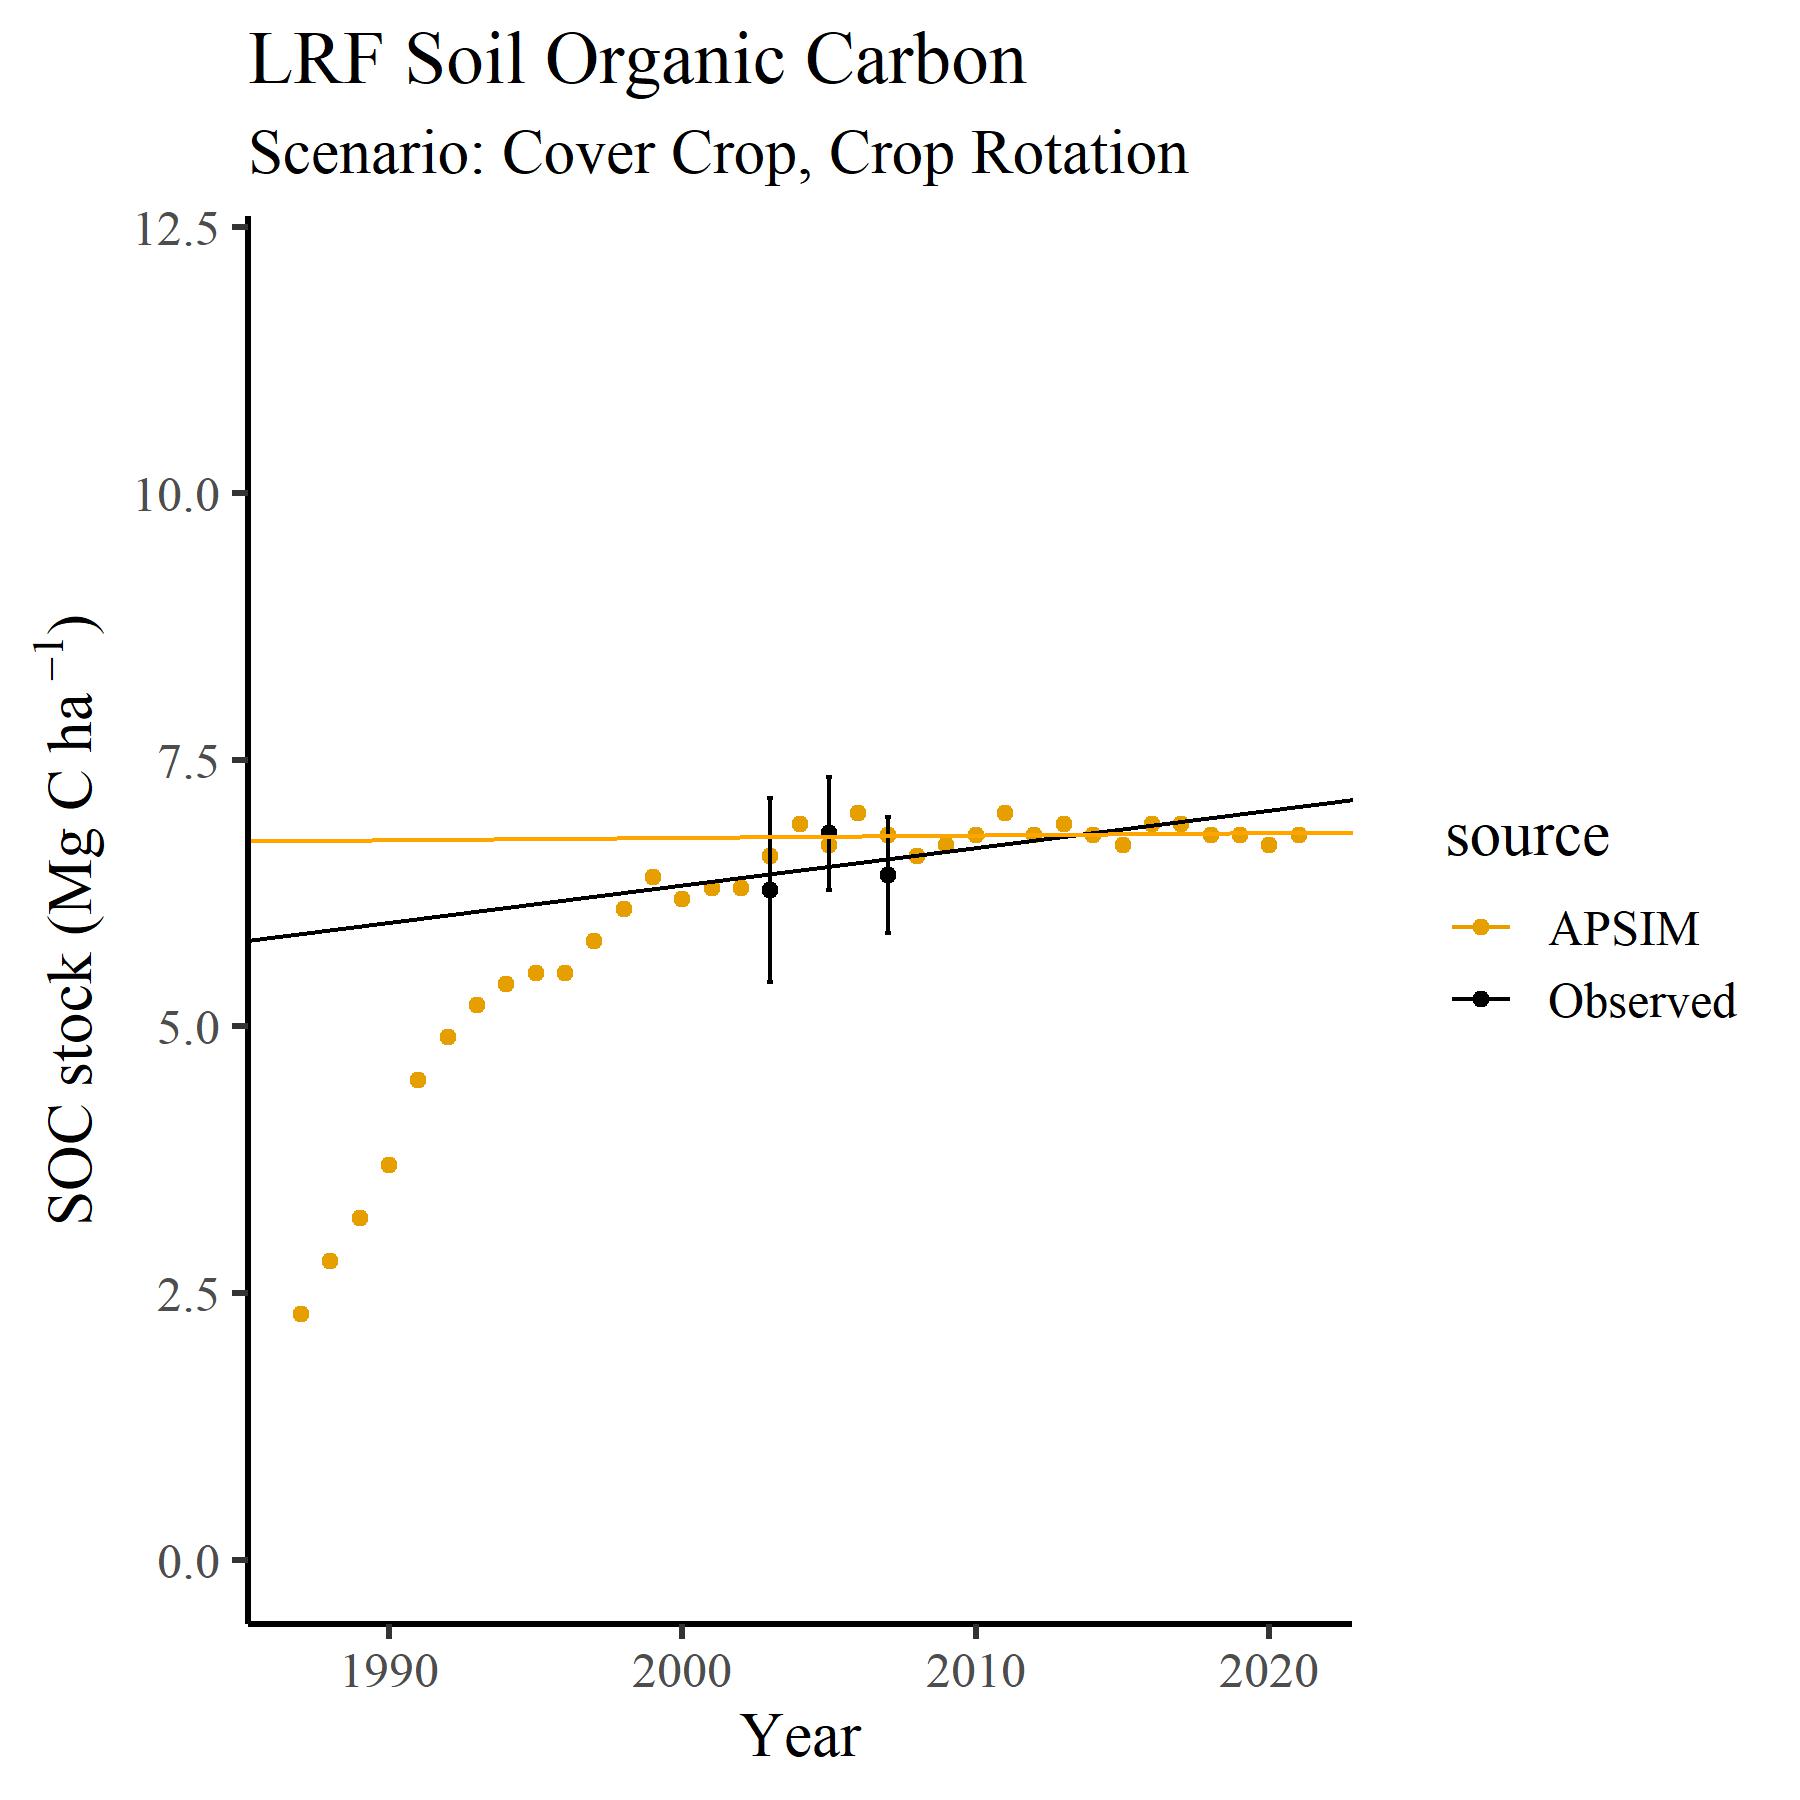 LRF Soil Organic Carbon
Scenario: Cover Crop, Crop Rotation
SOC stock (Mg C ha −1)
12.5
10.0
7.5
5.0
2.5
0.0
1990 2000 2010 2020
Year
source
APSIM
Observed